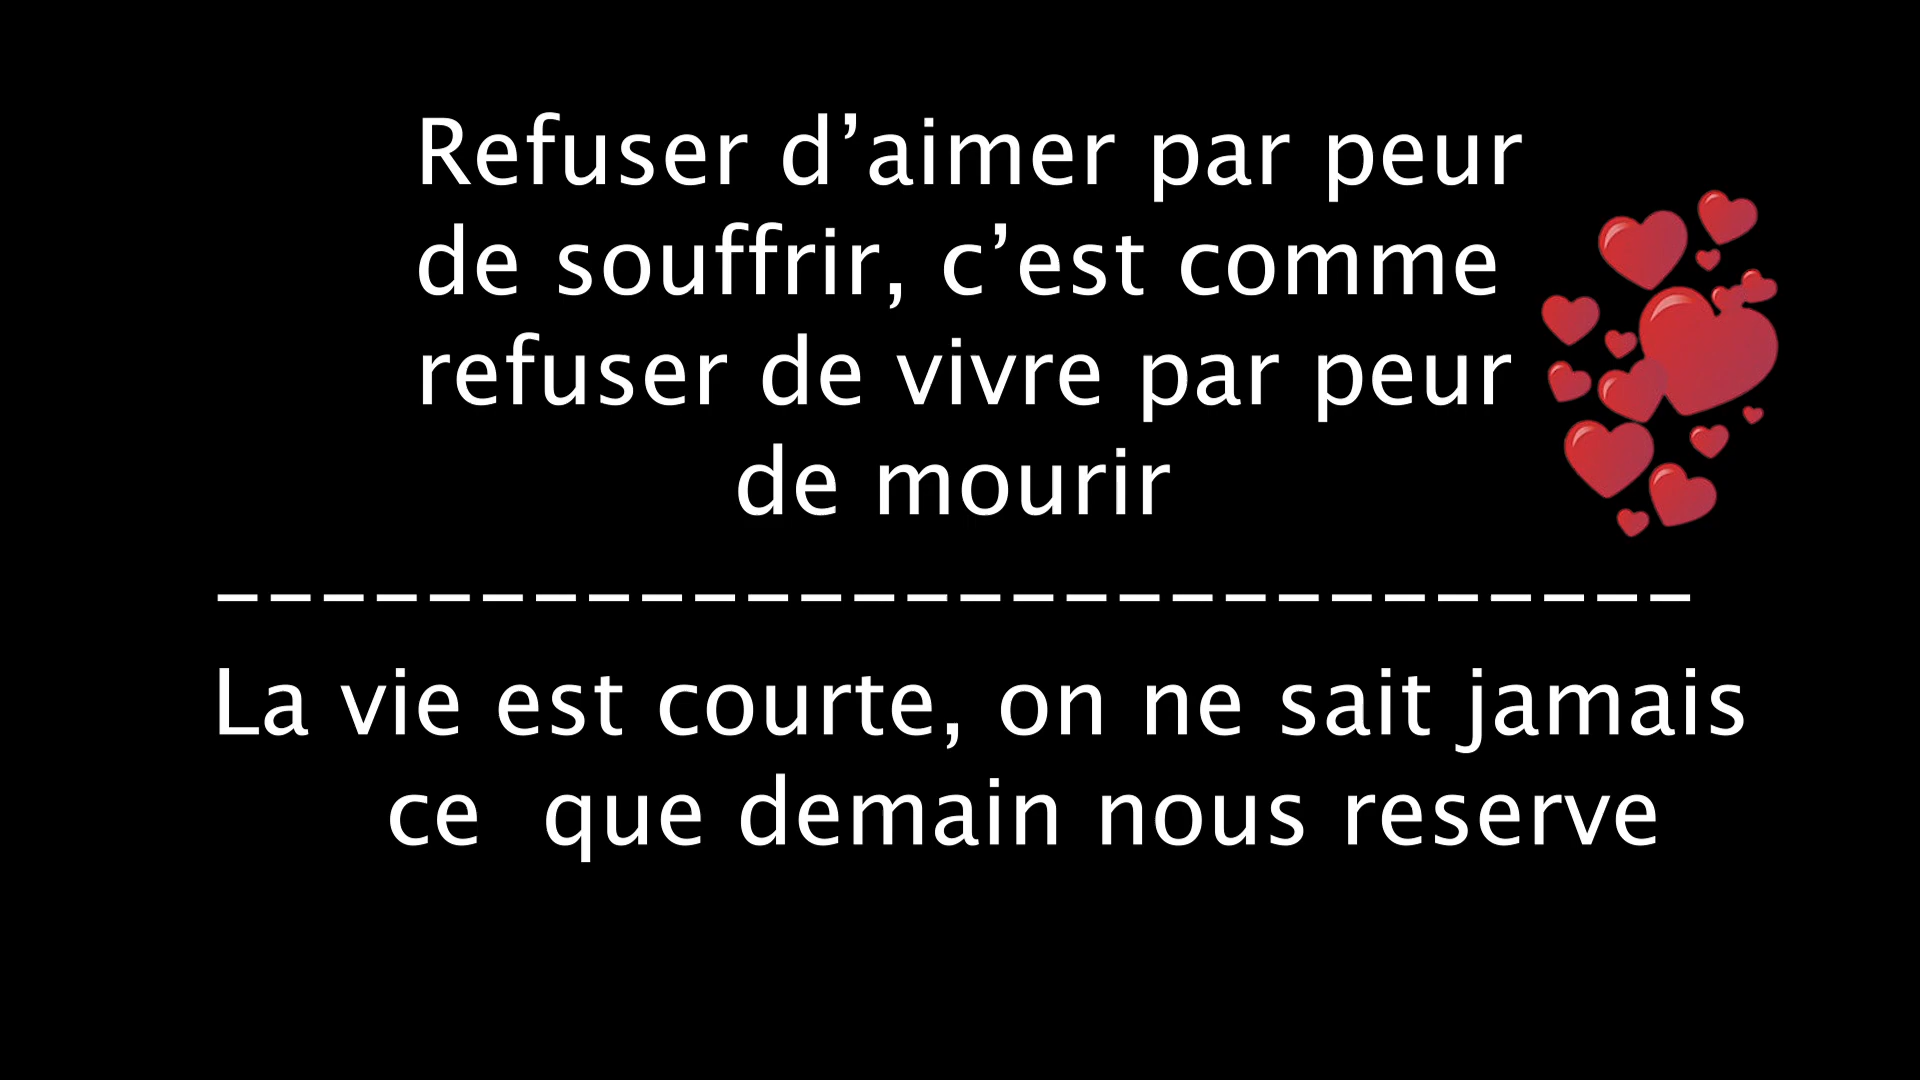 Refuser d’aimer par peur
de souffrir, c’est comme
refuser de vivre par peur
de mourir
––––––––––––––––––––––––––––
La vie est courte, on ne sait jamais
ce  que demain nous reserve